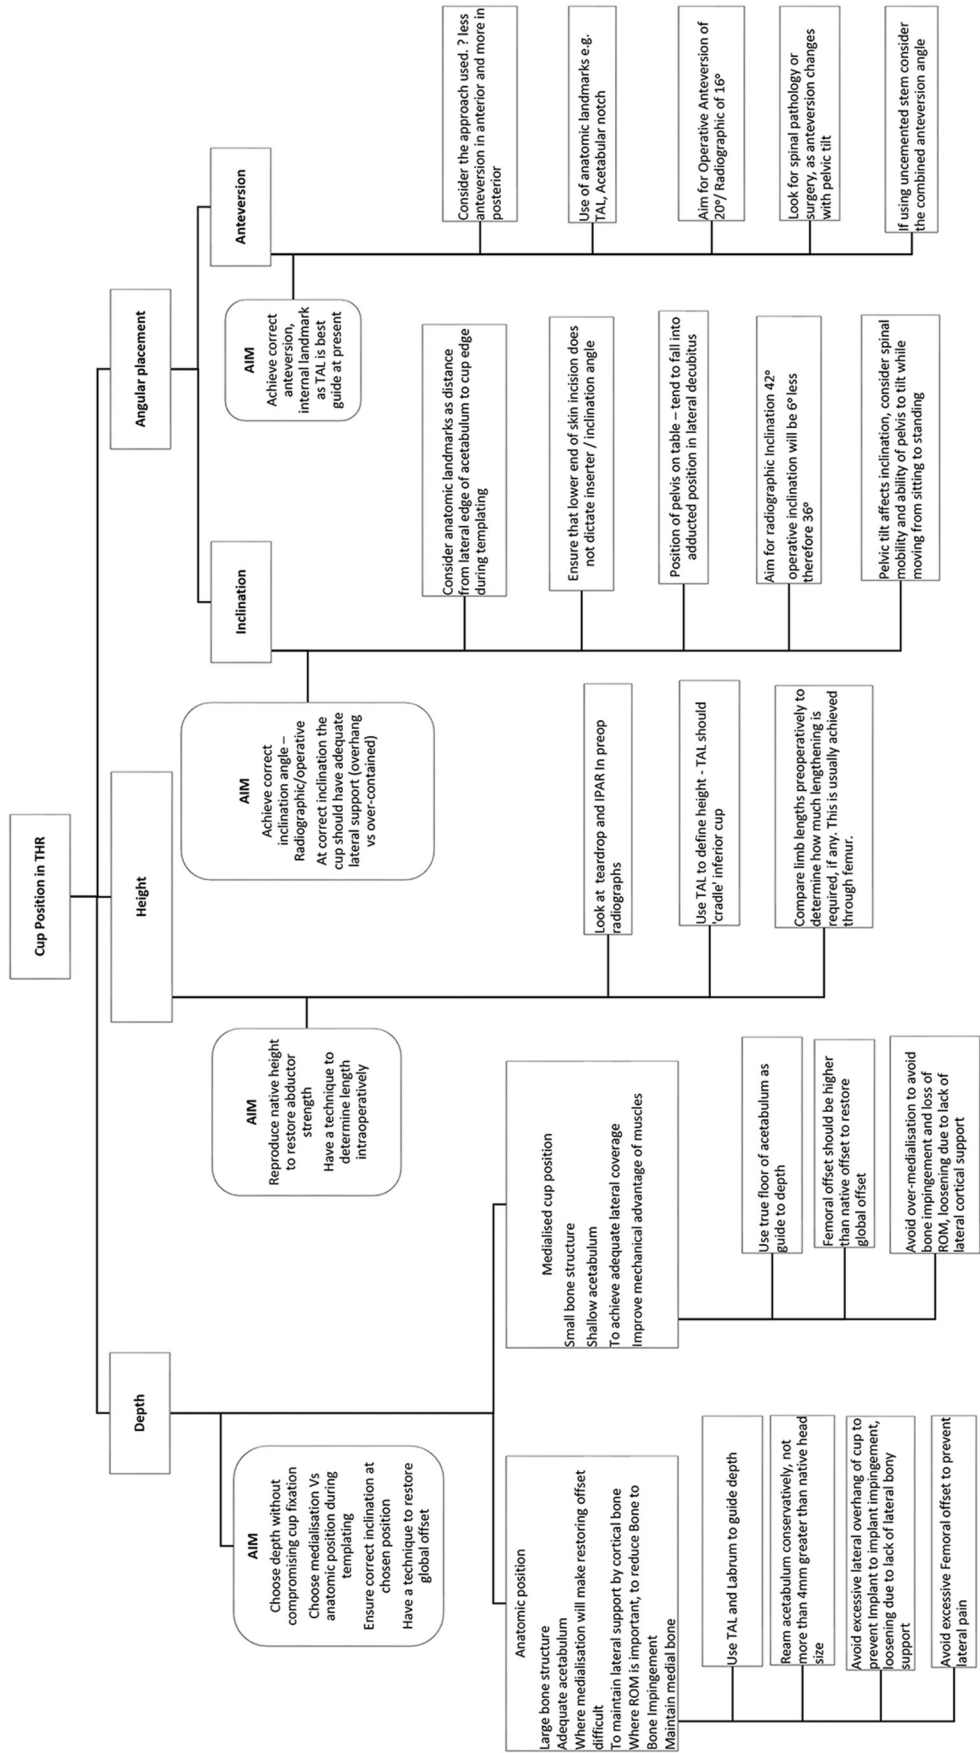 Cup Position in THR
Depth
AIM
Choose depth without
compromising cup fixation
Choose medialisation Vs
anatomic position during
templating
Ensure correct inclination at
chosen position
Have a technique to restore
global offset
Anatomic position
Large bone structure
Adequate acetabulum
Where medialisation will make restoring offset
difficult
To maintain lateral support by cortical bone
Where ROM is important, to reduce Bone to
Bone Impingement
Maintain medial bone
Use TAL and Labrum to guide depth
Ream acetabulum conservatively, not
more than 4mm greater than native head
size
Avoid excessive lateral overhang of cup to
prevent Implant to implant impingement,
loosening due to lack of lateral bony
support
Avoid excessive Femoral offset to prevent
lateral pain
Medialised cup position
Small bone structure
Shallow acetabulum
To achieve adequate lateral coverage
Improve mechanical advantage of muscles
Use true floor of acetabulum as
guide to depth
Femoral offset should be higher
than native offset to restore
global offset
Avoid over-medialisation to avoid
bone impingement and loss of
ROM, loosening due to lack of
lateral cortical support
Height
AIM
Reproduce native height
to restore abductor
strength
Have a technique to
determine length
intraoperatively
Look at teardrop and IPAR In preop
radiographs
Use TAL to define height - TAL should
'cradle' inferior cup
Compare limb lengths preoperatively to
determine how much lengthening is
required, if any. This is usually achieved
through femur.
Angular placement
Inclination
AIM
Achieve correct
inclination angle –
Radiographic/operative
At correct inclination the
cup should have adequate
lateral support (overhang
vs over-contained)
Consider anatomic landmarks as distance
from lateral edge of acetabulum to cup edge
during templating
Ensure that lower end of skin incision does
not dictate inserter / inclination angle
Position of pelvis on table – tend to fall into
adducted position in lateral decubitus
Aim for radiographic Inclination 42º
operative inclination will be 6º less
therefore 36º
Pelvic tilt affects inclination, consider spinal
mobility and ability of pelvis to tilt while
moving from sitting to standing
Anteversion
AIM
Achieve correct
anteversion,
internal landmark
as TAL is best
guide at present
Consider the approach used. ? less
anteversion in anterior and more in
posterior
Use of anatomic landmarks e.g.
TAL, Acetabular notch
Aim for Operative Anteversion of
20º/ Radiographic of 16º
Look for spinal pathology or
surgery, as anteversion changes
with pelvic tilt
If using uncemented stem consider
the combined anteversion angle